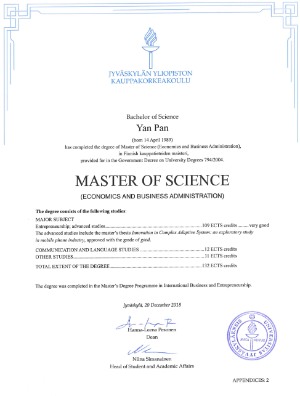 JYVÄSKYLÄN YLIOPISTON
KAUPPAKORKEAKOULU
Bachelor of Science
Yan Pan
(born 14 April 1989)
has completed the degree of Master of Science (Economics and Business Administration),
in Finnish kauppatieteiden maisteri,
provided for in the Government Decree on University Degrees 794/2004.
MASTER OF SCIENCE
(ECONOMICS AND BUSINESS ADMINISTRATION)
The degree consists of the following studies
MAJOR SUBJECT
Entrepreneurship; advanced studies 109 ECTS credits very good
The advanced studies include the master's thesis Innovation in Complex Adaptive System: an exploratory study
in mobile phone industry, approved with the grade of good.
COMMUNICATION AND LANGUAGE STUDIES 12 ECTS credits
OTHER STUDIES 11 ECTS credits
TOTAL EXTENT OF THE DEGREE 132 ECTS credits
The degree was completed in the Master's Degree Programme in International Business and Entrepreneurship.
Jyväskylä, 20 December 2018
Hanna-Leena Pesonen
Dean
Niina Simanainen
Head of Student and Academic Affairs
APPENDICES: 2